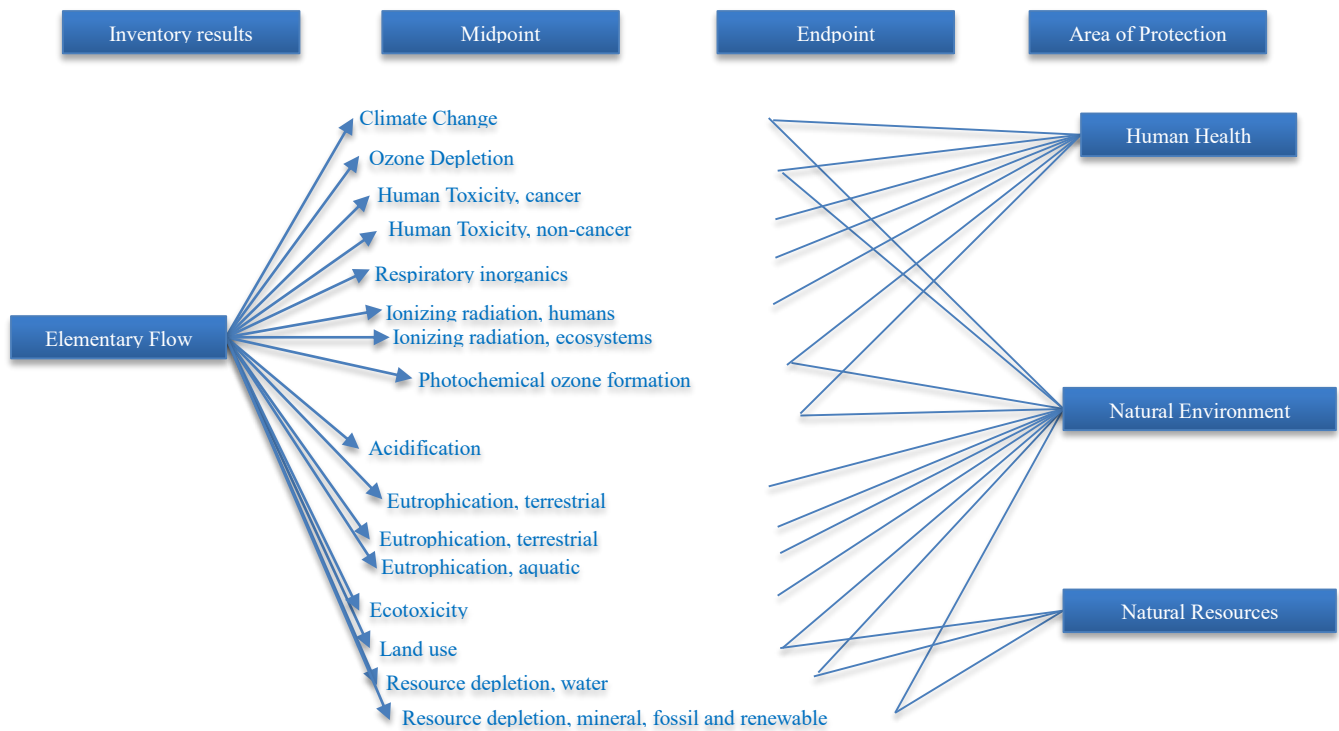 Inventory results
Midpoint
Endpoint
Area of Protection
Climate Change
Ozone Depletion
Human Toxicity, cancer
Human Toxicity, non-cancer
Respiratory inorganics
Ionizing radiation, humans
Ionizing radiation, ecosystems
Photochemical ozone formation
Acidification
Eutrophication, terrestrial
Eutrophication, terrestrial
Eutrophication, aquatic
Ecotoxicity
Land use
Resource depletion, water
Resource depletion, mineral, fossil and renewable
Elementary Flow
Human Health
Natural Environment
Natural Resources